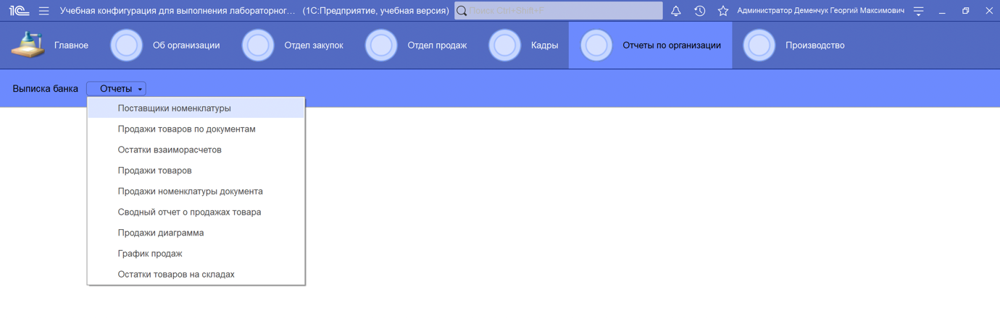 1С Учебная конфигурация для выполнения лабораторног... (1С:Предприятие, учебная версия) Поиск Ctrl+Shift+F Администратор Деменчук Георгий Максимович
Главное Об организации Отдел закупок Отдел продаж Кадры Отчеты по организации Производство
Выписка банка Отчеты
Поставщики номенклатуры
Продажи товаров по документам
Остатки взаиморасчетов
Продажи товаров
Продажи номенклатуры документа
Сводный отчет о продажах товара
Продажи диаграмма
График продаж
Остатки товаров на складах